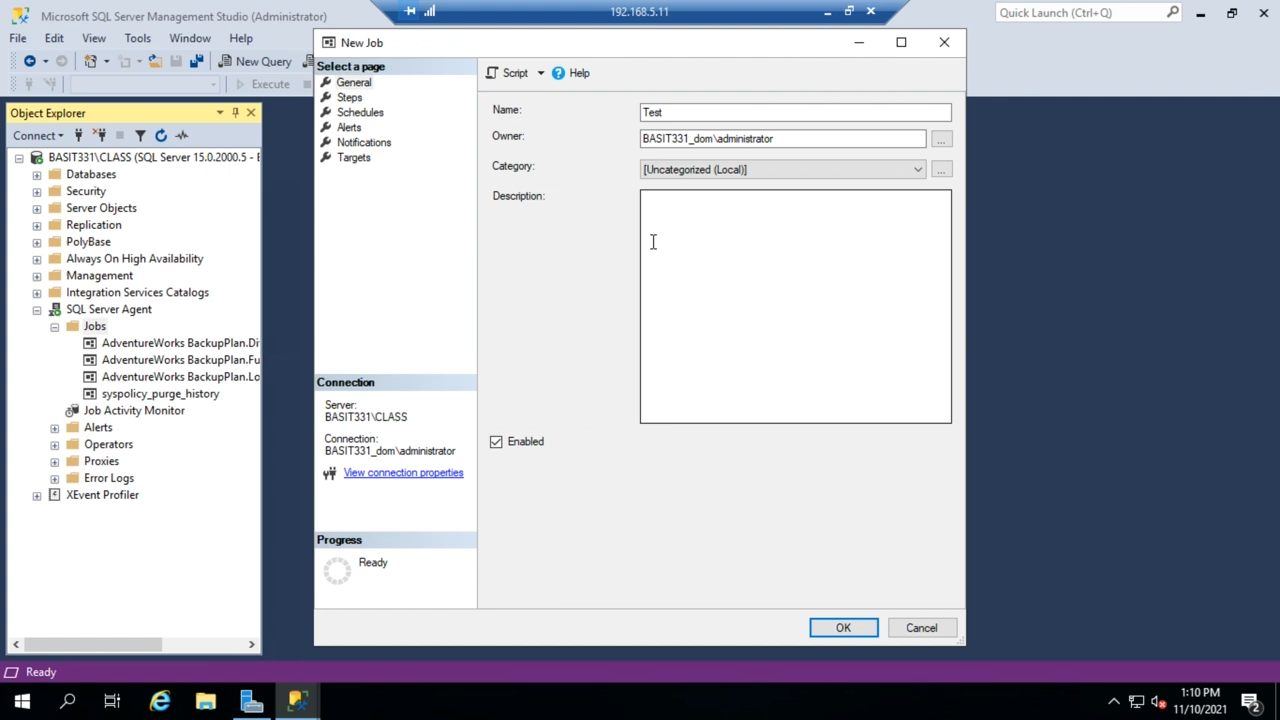 Microsoft SQL Server Management Studio (Administrator)
192.168.5.11
Quick Launch (Ctrl+Q)
File Edit View Tools Window Help
New Query
Execute
Object Explorer
Connect
BASIT331\CLASS (SQL Server 15.0.2000.5 - E
Databases
Security
Server Objects
Replication
PolyBase
Always On High Availability
Management
Integration Services Catalogs
SQL Server Agent
Jobs
AdventureWorks BackupPlan.Di
AdventureWorks BackupPlan.Fu
AdventureWorks BackupPlan.Lo
syspolicy_purge_history
Job Activity Monitor
Alerts
Operators
Proxies
Error Logs
XEvent Profiler
New Job
Select a page
General
Steps
Schedules
Alerts
Notifications
Targets
Connection
Server:
BASIT331\CLASS
Connection:
BASIT331_dom\administrator
View connection properties
Progress
Ready
Script Help
Name: Test
Owner: BASIT331_dom\administrator ...
Category: [Uncategorized (Local)] ...
Description:
Enabled
OK Cancel
Ready
1:10 PM
11/10/2021
2